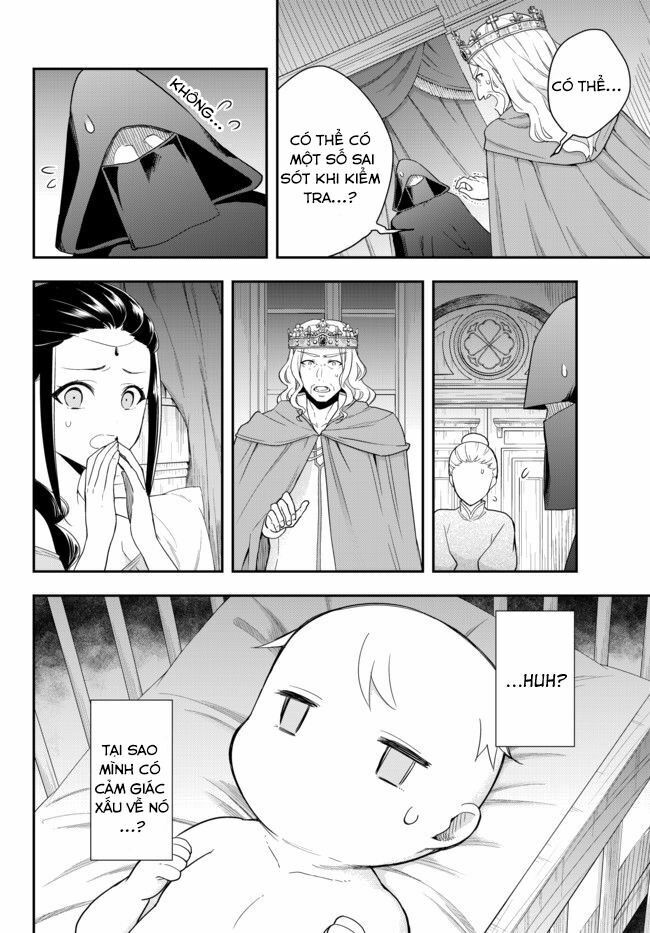 CÓ THỂ...
CÓ THỂ CÓ
MỘT SỐ SAI
SÓT KHI KIỂM
TRA...?
KHÔNG...
...HUH?
TẠI SAO
MÌNH CÓ
CẢM GIÁC
XẤU VỀ NÓ
...?